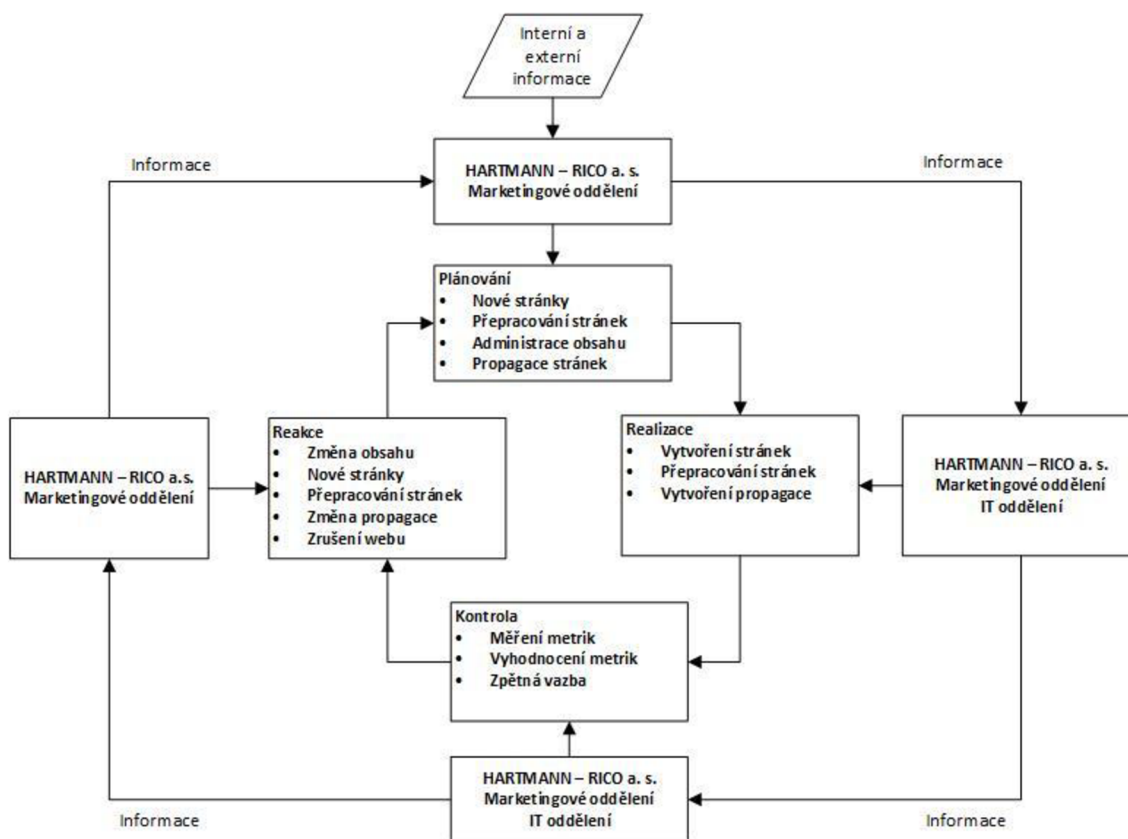 Interní a
externí
informace
Informace
HARTMANN – RICO a. s.
Marketingové oddělení
Informace
Plánování
• Nové stránky
• Přepracování stránek
• Administrace obsahu
• Propagace stránek
HARTMANN – RICO a.s.
Marketingové oddělení
Reakce
• Změna obsahu
• Nové stránky
• Přepracování stránek
• Změna propagace
• Zrušení webu
Realizace
• Vytvoření stránek
• Přepracování stránek
• Vytvoření propagace
HARTMANN – RICO a. s.
Marketingové oddělení
IT oddělení
Kontrola
• Měření metrik
• Vyhodnocení metrik
• Zpětná vazba
HARTMANN – RICO a. s.
Marketingové oddělení
IT oddělení
Informace
Informace